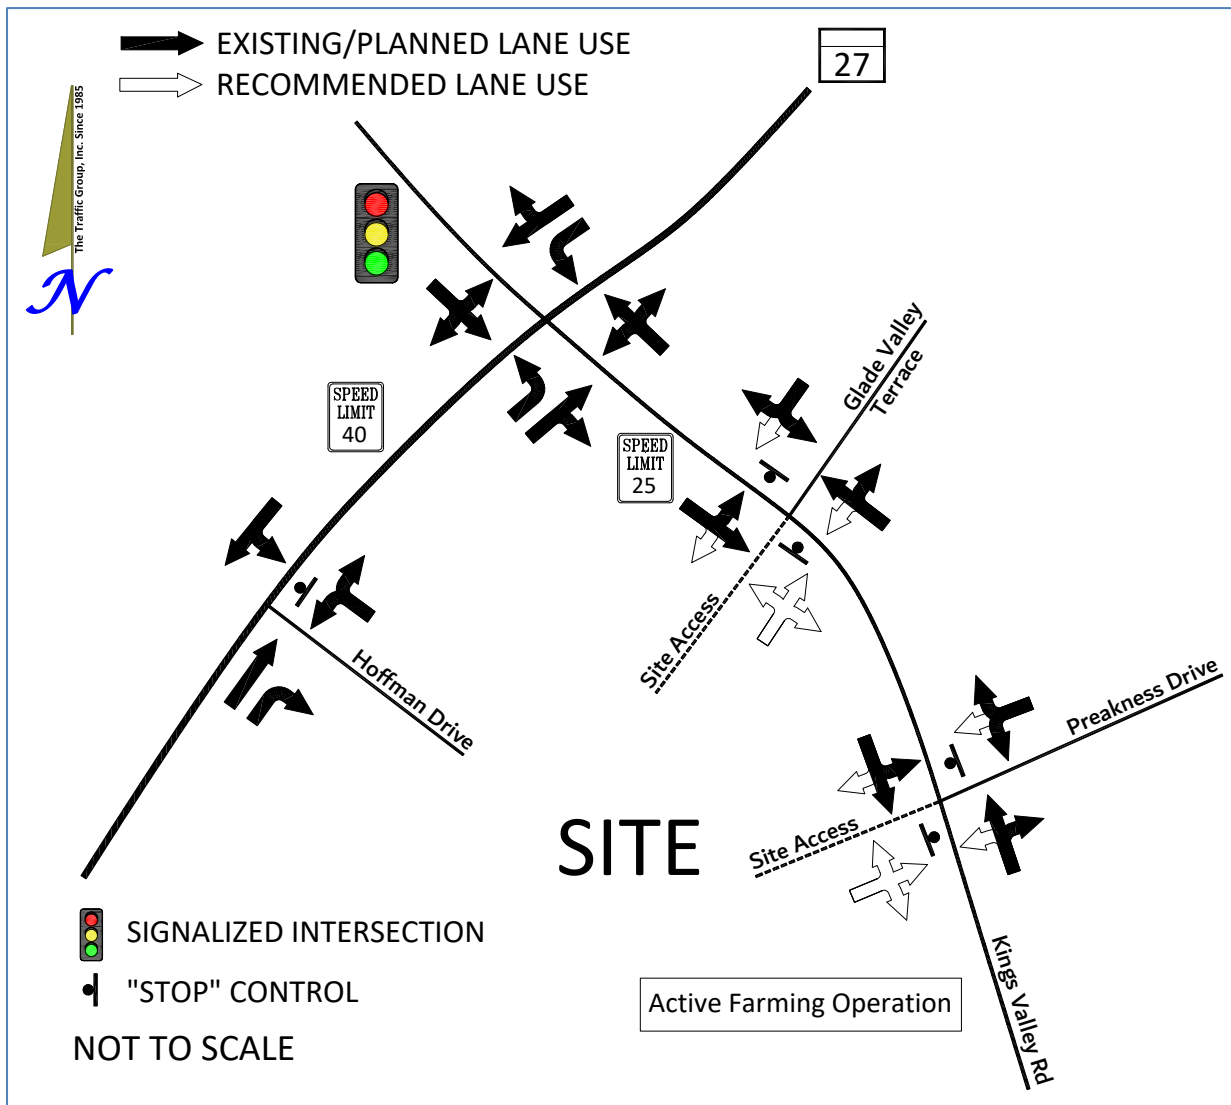 EXISTING/PLANNED LANE USE
RECOMMENDED LANE USE
27
The Traffic Group, Inc. Since 1985
N
SPEED
LIMIT
40
SPEED
LIMIT
25
Glade Valley
Terrace
Site Access
Hoffman Drive
Preakness Drive
Site Access
SITE
Kings Valley Rd
SIGNALIZED INTERSECTION
"STOP" CONTROL
Active Farming Operation
NOT TO SCALE